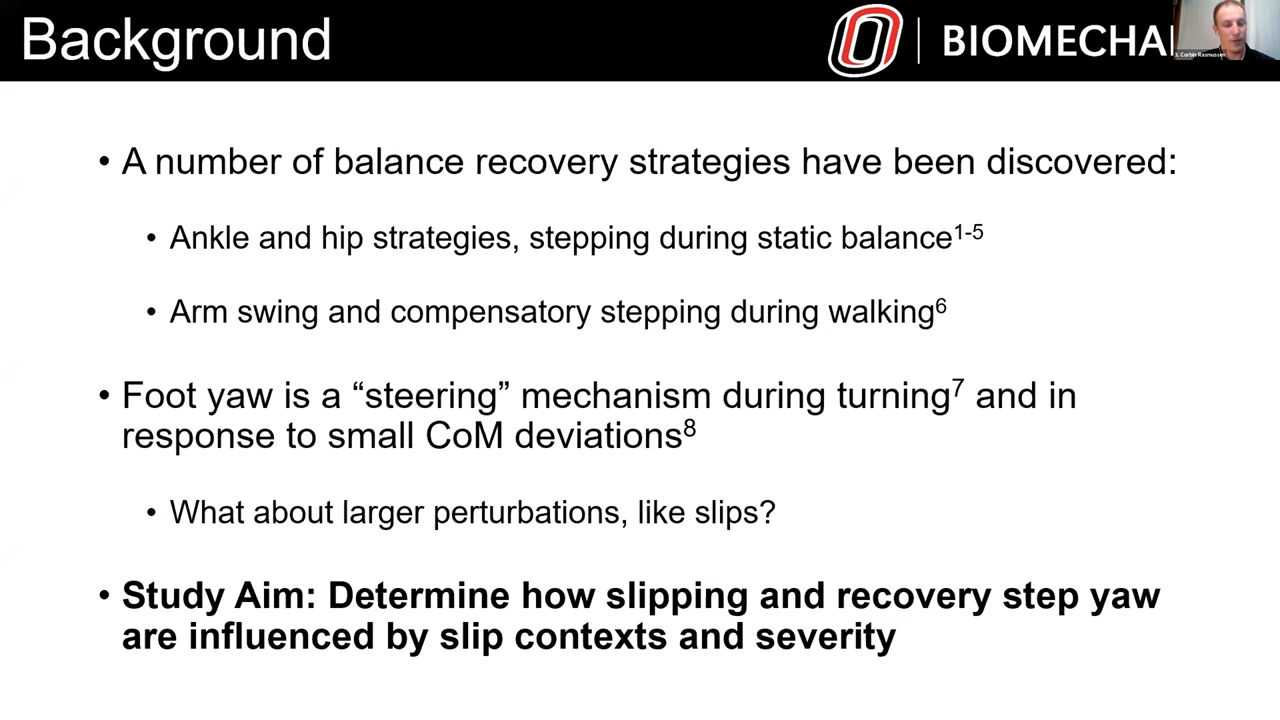 Background
BIOMECHA
S. Corbin Rasmussen
• A number of balance recovery strategies have been discovered:
• Ankle and hip strategies, stepping during static balance1-5
• Arm swing and compensatory stepping during walking6
• Foot yaw is a “steering” mechanism during turning7 and in
response to small CoM deviations8
• What about larger perturbations, like slips?
• Study Aim: Determine how slipping and recovery step yaw
are influenced by slip contexts and severity